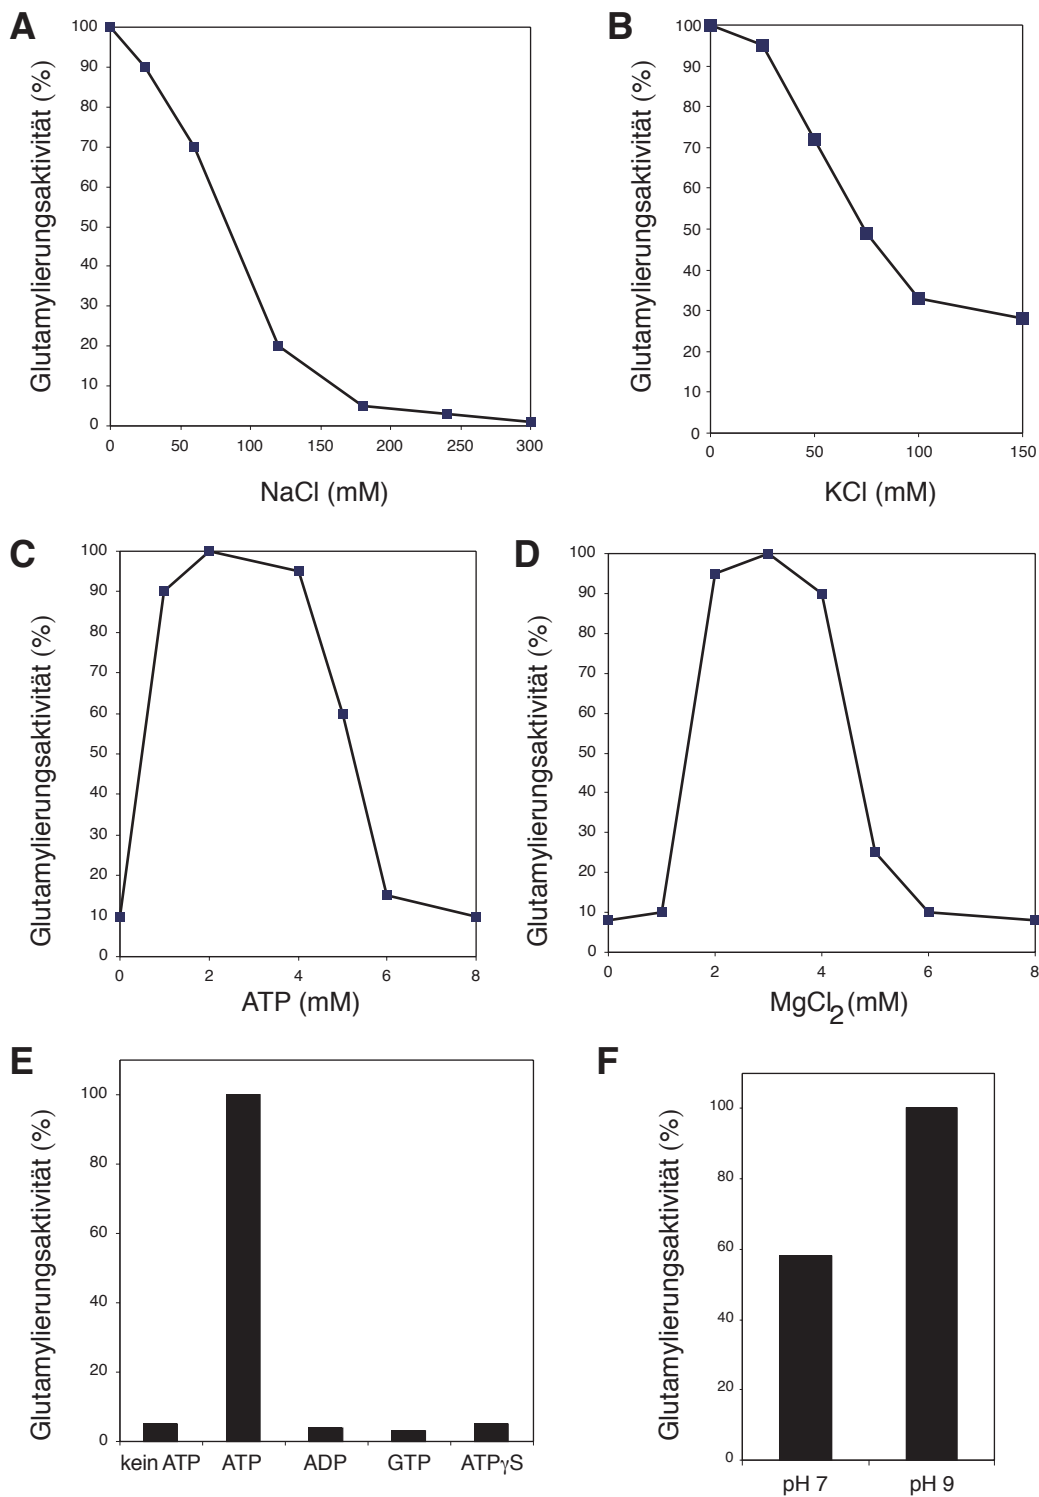 A
Glutamylierungsaktivität (%)
100
90
80
70
60
50
40
30
20
10
0
0 50 100 150 200 250 300
NaCl (mM)
B
Glutamylierungsaktivität (%)
100
90
80
70
60
50
40
30
20
10
0
0 50 100 150
KCl (mM)
C
Glutamylierungsaktivität (%)
100
90
80
70
60
50
40
30
20
10
0
0 2 4 6 8
ATP (mM)
D
Glutamylierungsaktivität (%)
100
90
80
70
60
50
40
30
20
10
0
0 2 4 6 8
MgCl2 (mM)
E
Glutamylierungsaktivität (%)
100
80
60
40
20
0
kein ATP ATP ADP GTP ATPγS
F
Glutamylierungsaktivität (%)
100
80
60
40
20
0
pH 7 pH 9